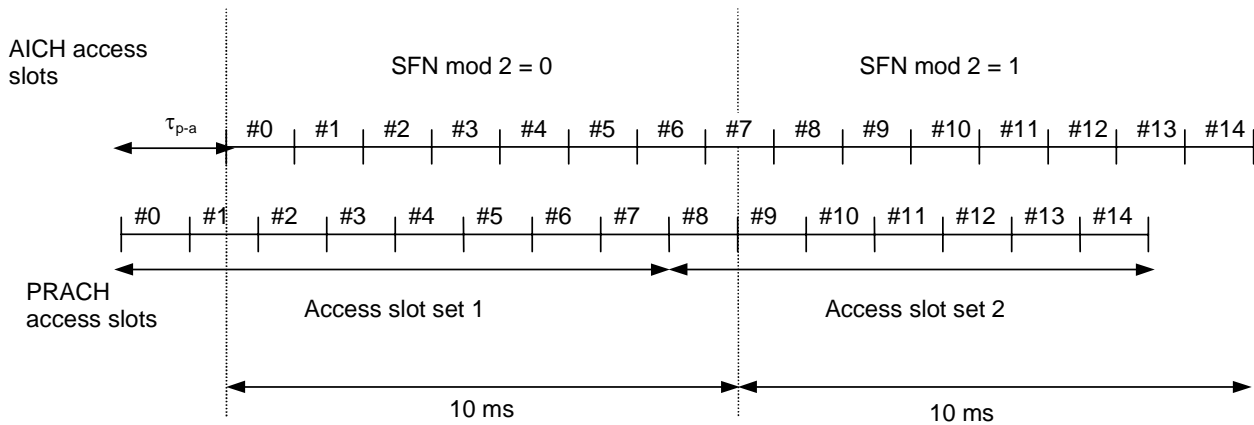 AICH access
slots
SFN mod 2 = 0
SFN mod 2 = 1
τp-a
#0 #1 #2 #3 #4 #5 #6 #7 #8 #9 #10 #11 #12 #13 #14
#0 #1 #2 #3 #4 #5 #6 #7 #8 #9 #10 #11 #12 #13 #14
PRACH
access slots
Access slot set 1
Access slot set 2
10 ms
10 ms